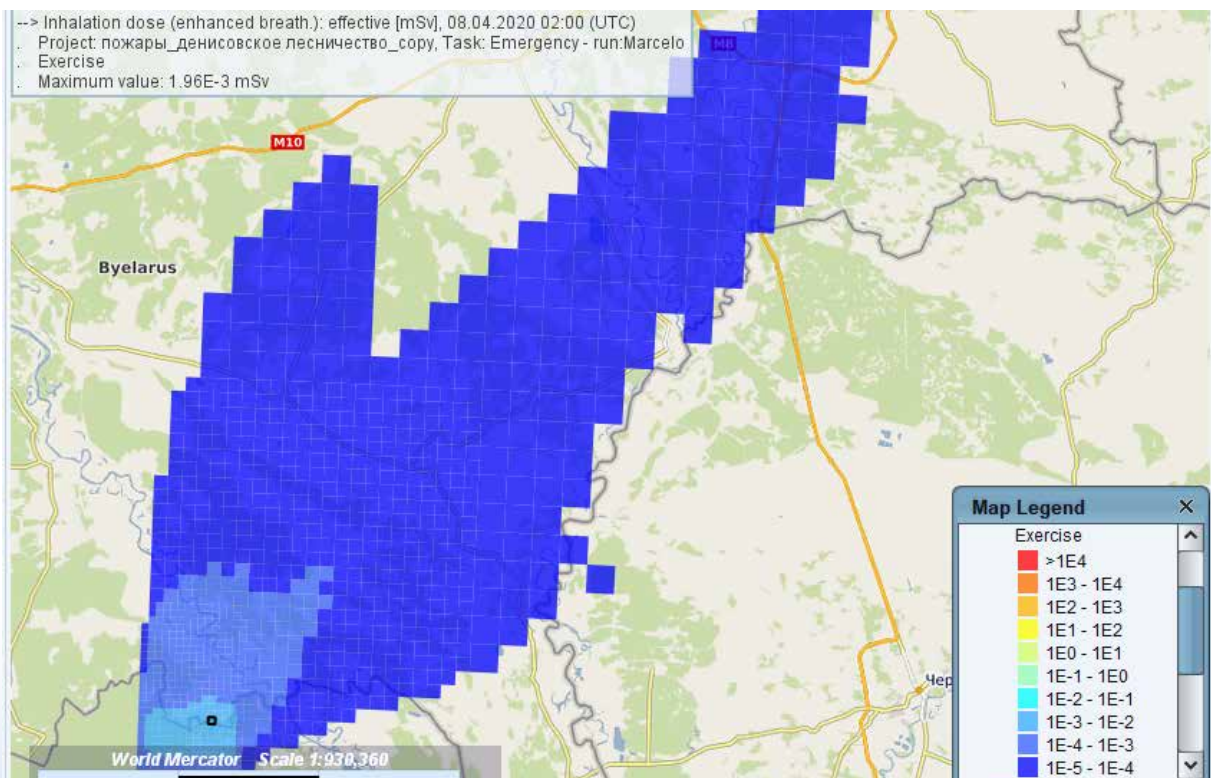 --> Inhalation dose (enhanced breath.): effective [mSv], 08.04.2020 02:00 (UTC)
Project: пожары_денисовское лесничество_copy, Task: Emergency - run:Marcelo
Exercise
Maximum value: 1.96E-3 mSv
M8
M10
Byelarus
Map Legend
Exercise
>1E4
1E3 - 1E4
1E2 - 1E3
1E1 - 1E2
1E0 - 1E1
1E-1 - 1E0
1E-2 - 1E-1
1E-3 - 1E-2
1E-4 - 1E-3
1E-5 - 1E-4
Чер
World Mercator Scale 1:930,360